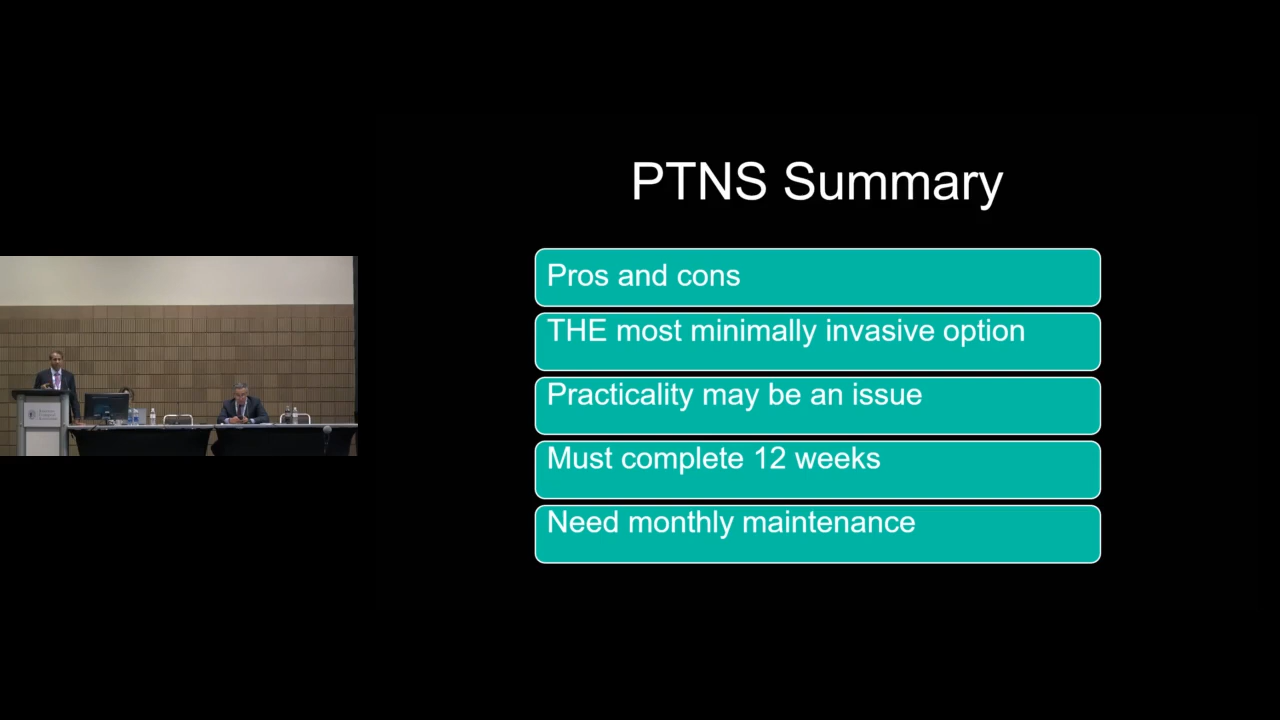 PTNS Summary
Pros and cons
THE most minimally invasive option
Practicality may be an issue
Must complete 12 weeks
Need monthly maintenance